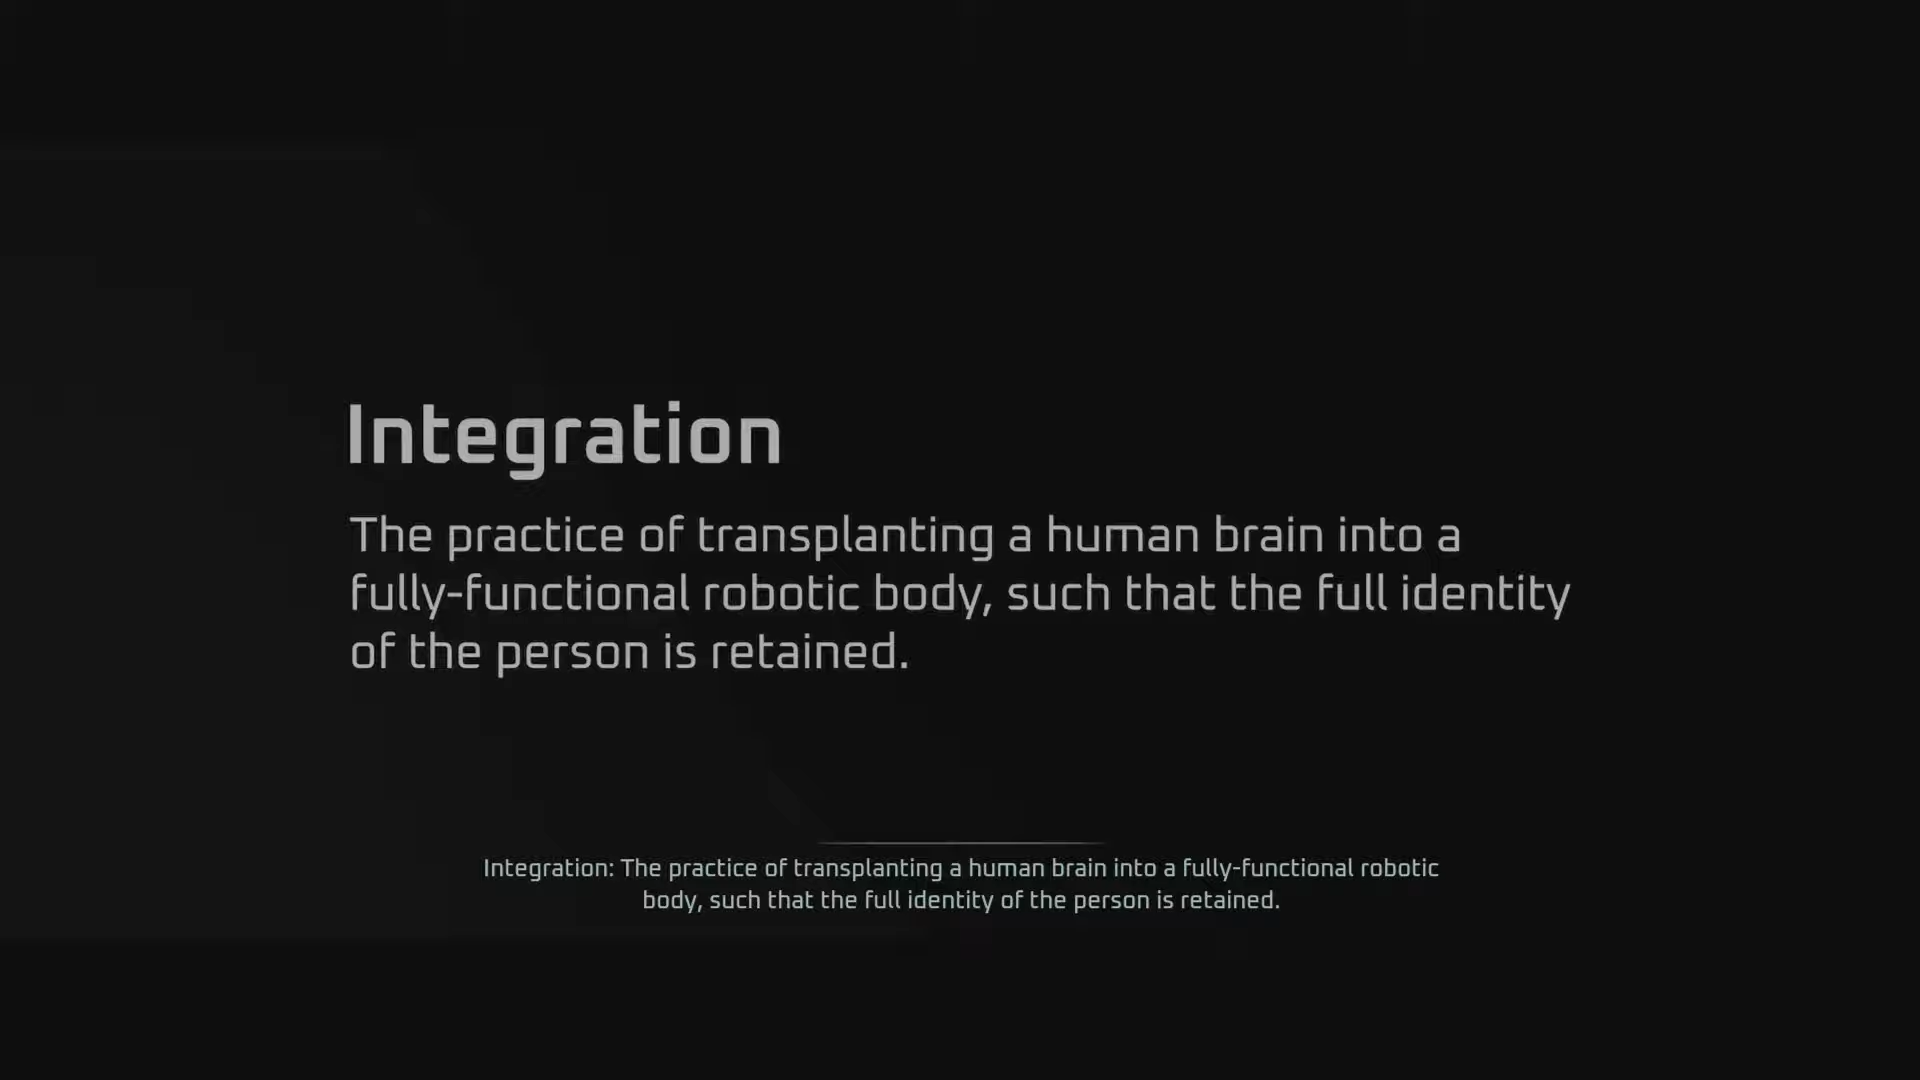 Integration
The practice of transplanting a human brain into a
fully-functional robotic body, such that the full identity
of the person is retained.
Integration: The practice of transplanting a human brain into a fully-functional robotic
body, such that the full identity of the person is retained.